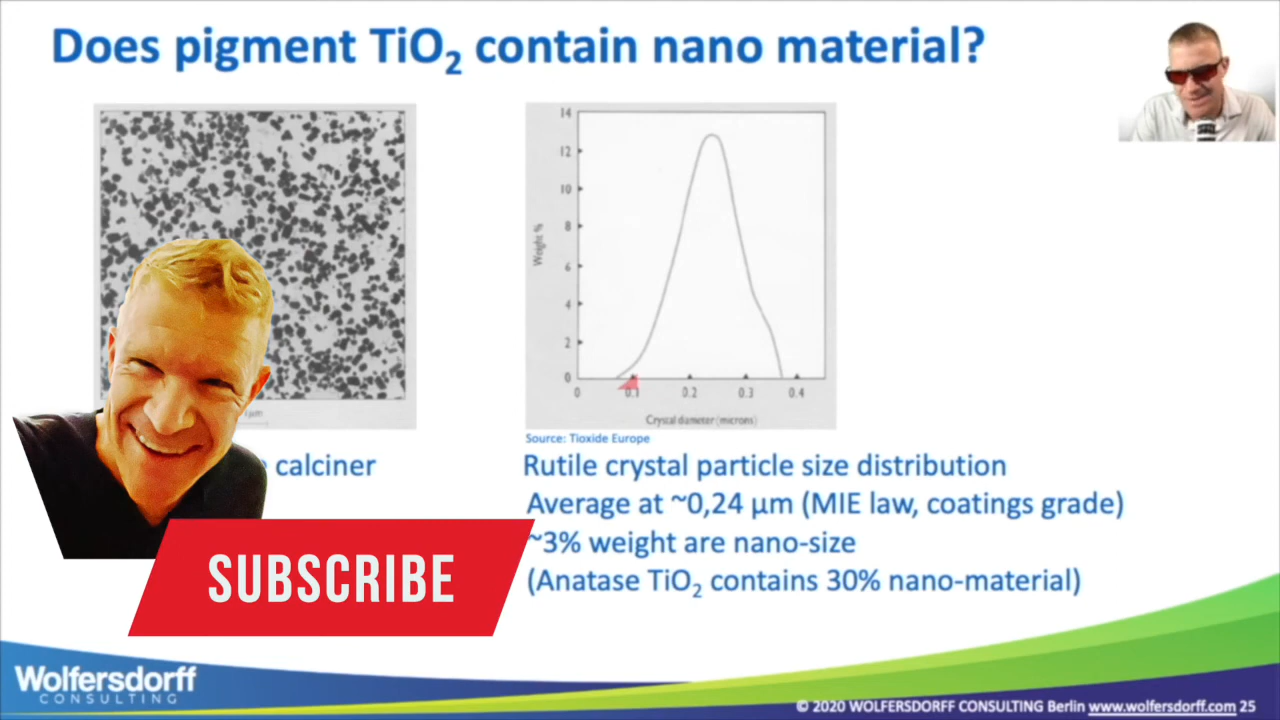 Does pigment TiO₂ contain nano material?
14
12
10
8
6
4
2
0
Weight %
0 0.1 0.2 0.3 0.4
Crystal diameter (microns)
Source: Tioxide Europe
calciner
Rutile crystal particle size distribution
Average at ~0,24 µm (MIE law, coatings grade)
~3% weight are nano-size
(Anatase TiO₂ contains 30% nano-material)
SUBSCRIBE
Wolfersdorff
CONSULTING
© 2020 WOLFERSDORFF CONSULTING Berlin www.wolfersdorff.com 25